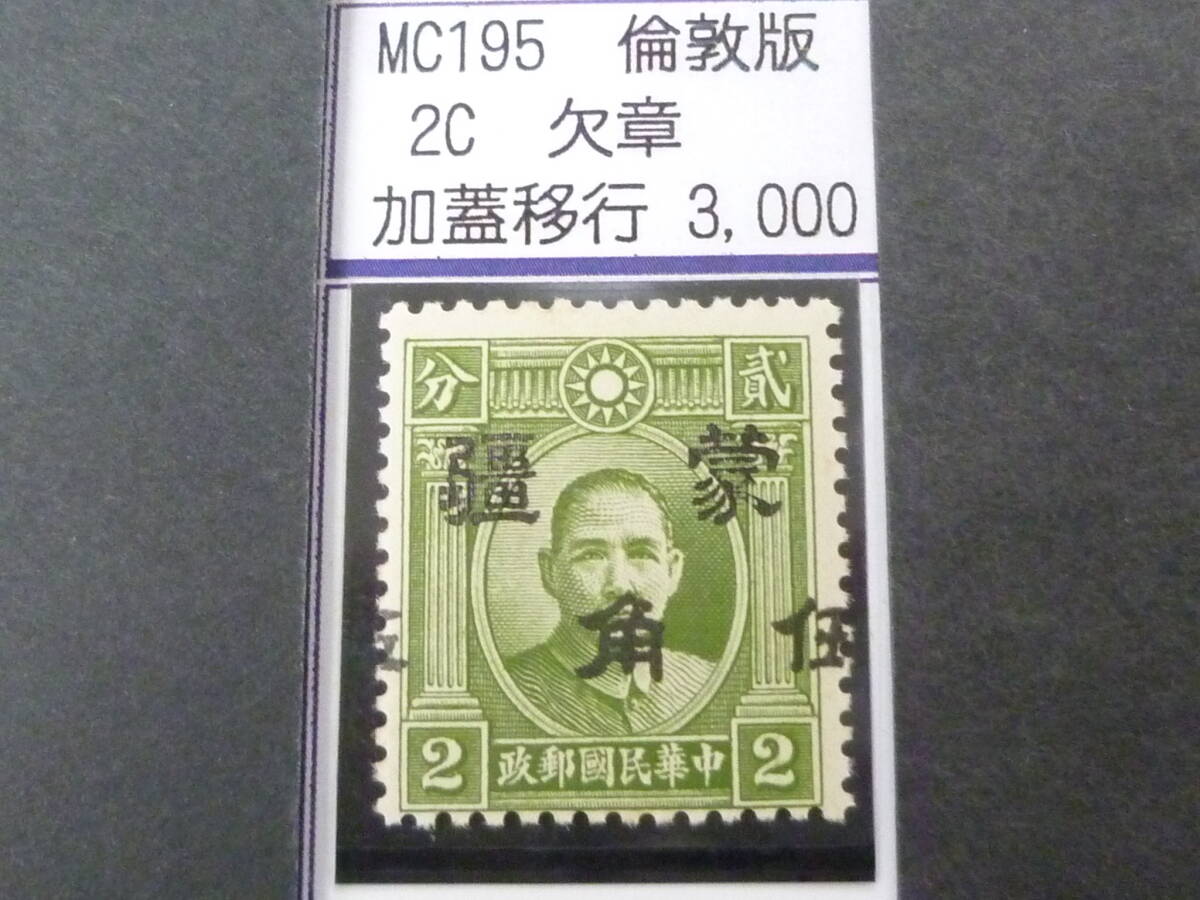 MC195 倫敦版
2C 欠章
加蓋移行 3,000
分 貳
疆 蒙
角 伍
2 政郵國民華中 2